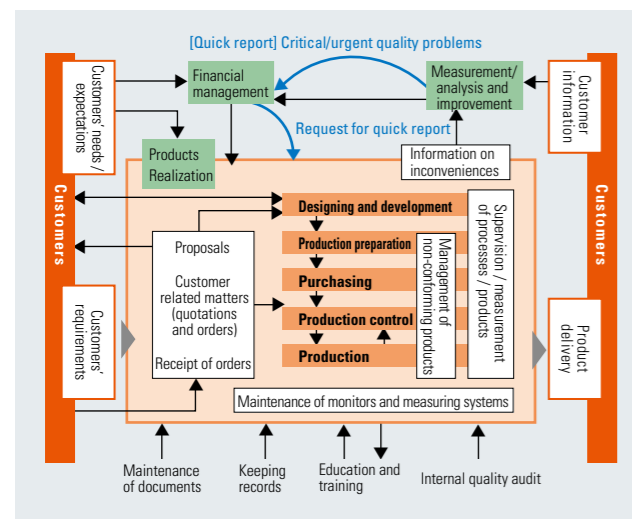 [Quick report] Critical/urgent quality problems
Customers' needs /
expectations
Financial
management
Measurement/
analysis and
improvement
Customer
information
Request for quick report
Products
Realization
Information on
inconveniences
Customers
Customers
Designing and development
Production preparation
Purchasing
Production control
Production
Management of
non-conforming products
Supervision / measurement
of processes / products
Proposals
Customer
related matters
(quotations
and orders)
Receipt of orders
Customers'
requirements
Product
delivery
Maintenance of monitors and measuring systems
Maintenance
of documents
Keeping
records
Education and
training
Internal quality audit